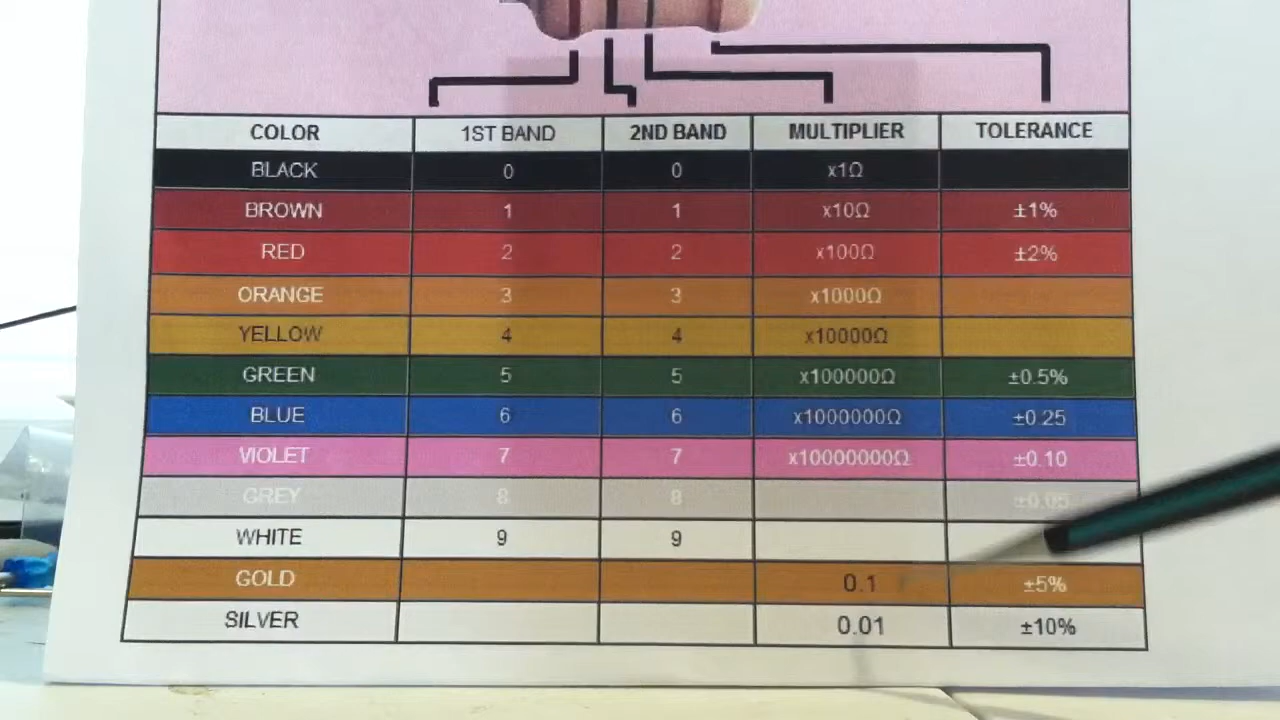 COLOR 1ST BAND 2ND BAND MULTIPLIER TOLERANCE
BLACK 0 0 x1Ω
BROWN 1 1 x10Ω ±1%
RED 2 2 x100Ω ±2%
ORANGE 3 3 x1000Ω
YELLOW 4 4 x10000Ω
GREEN 5 5 x100000Ω ±0.5%
BLUE 6 6 x1000000Ω ±0.25
VIOLET 7 7 x10000000Ω ±0.10
GREY 8 8 ±0.05
WHITE 9 9
GOLD 0.1 ±5%
SILVER 0.01 ±10%